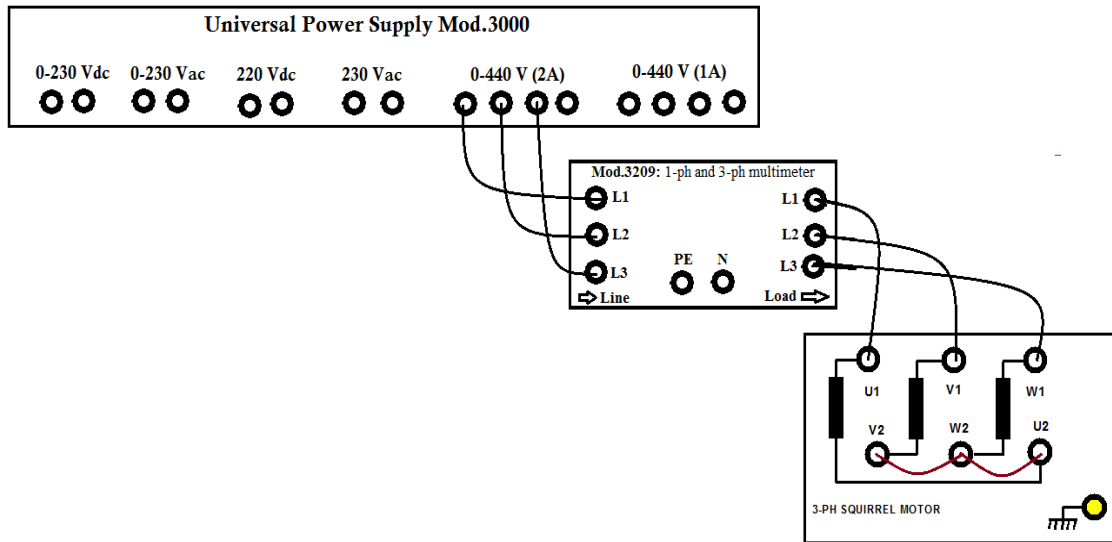 Universal Power Supply Mod.3000
0-230 Vdc 0-230 Vac 220 Vdc 230 Vac 0-440 V (2A) 0-440 V (1A)
Mod.3209: 1-ph and 3-ph multimeter
L1 L1
L2 L2
L3 PE N L3
Line Load
U1 V1 W1
V2 W2 U2
3-PH SQUIRREL MOTOR